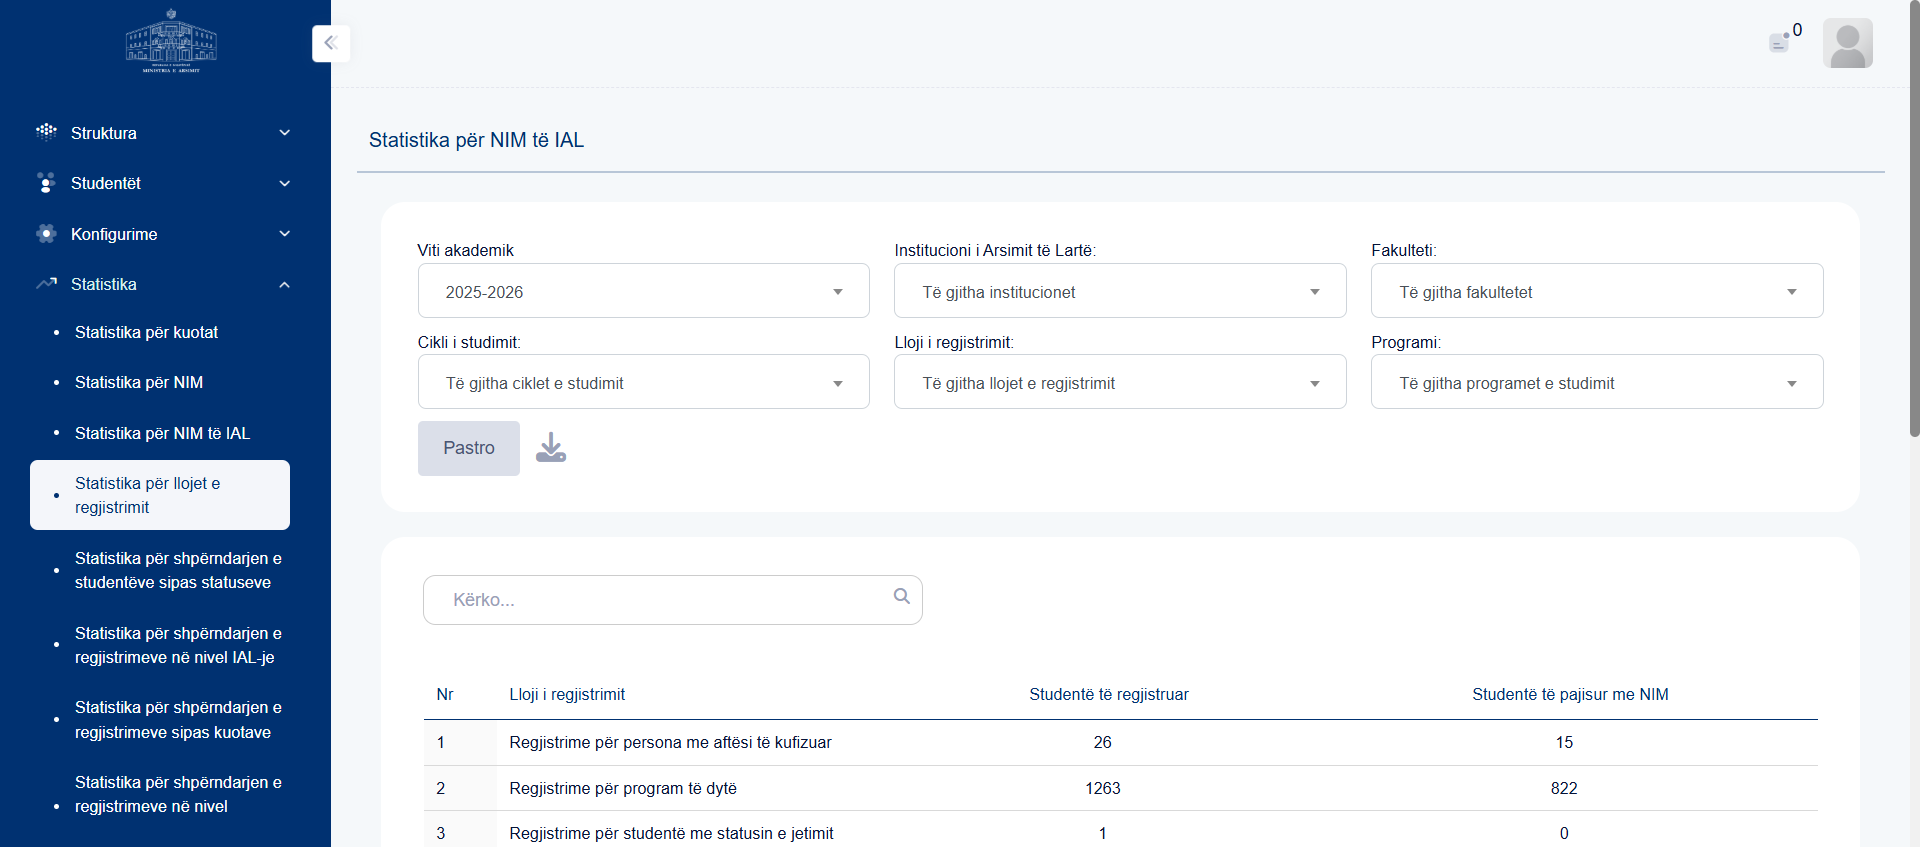 REPUBLIKA E SHQIPËRISË
MINISTRIA E ARSIMIT
0
Struktura
Studentët
Konfigurime
Statistika
Statistika për kuotat
Statistika për NIM
Statistika për NIM të IAL
Statistika për llojet e
regjistrimit
Statistika për shpërndarjen e
studentëve sipas statuseve
Statistika për shpërndarjen e
regjistrimeve në nivel IAL-je
Statistika për shpërndarjen e
regjistrimeve sipas kuotave
Statistika për shpërndarjen e
regjistrimeve në nivel
Statistika për NIM të IAL
Viti akademik
2025-2026
Institucioni i Arsimit të Lartë:
Të gjitha institucionet
Fakulteti:
Të gjitha fakultetet
Cikli i studimit:
Të gjitha ciklet e studimit
Lloji i regjistrimit:
Të gjitha llojet e regjistrimit
Programi:
Të gjitha programet e studimit
Pastro
Kërko...
Nr Lloji i regjistrimit Studentë të regjistruar Studentë të pajisur me NIM
1 Regjistrime për persona me aftësi të kufizuar 26 15
2 Regjistrime për program të dytë 1263 822
3 Regjistrime për studentë me statusin e jetimit 1 0